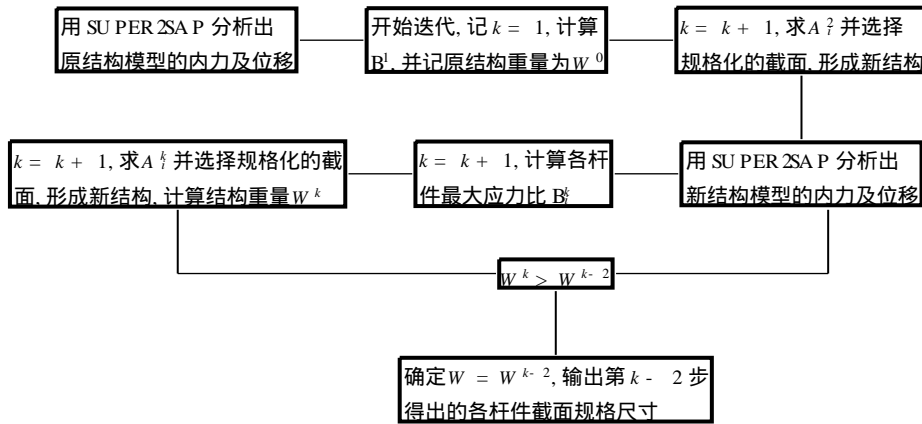 用 SUPER2SAP 分析出
原结构模型的内力及位移
开始迭代, 记 k = 1, 计算
B¹, 并记原结构重量为 W⁰
k = k + 1, 求 Aᵢ² 并选择
规格化的截面, 形成新结构
k = k + 1, 求 Aᵢᵏ 并选择规格化的截
面, 形成新结构, 计算结构重量 Wᵏ
k = k + 1, 计算各杆
件最大应力比 Bᵢᵏ
用 SUPER2SAP 分析出
新结构模型的内力及位移
Wᵏ > Wᵏ⁻²
确定 W = Wᵏ⁻², 输出第 k - 2 步
得出的各杆件截面规格尺寸